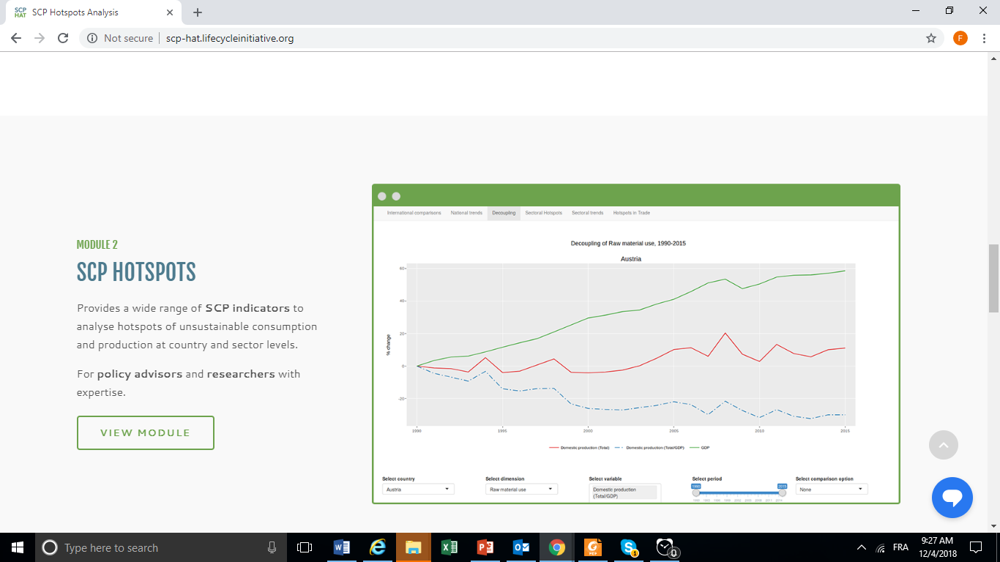 SCP
HAT
SCP Hotspots Analysis
Not secure
scp-hat.lifecycleinitiative.org
F
MODULE 2
SCP HOTSPOTS
Provides a wide range of SCP indicators to
analyse hotspots of unsustainable consumption
and production at country and sector levels.
For policy advisors and researchers with
expertise.
VIEW MODULE
International comparisons National trends Decoupling Sectoral Hotspots Sectoral trends Hotspots in Trade
Decoupling of Raw material use, 1990-2015
Austria
% change
60
40
20
0
-20
1990 1995 2000 2005 2010 2015
Domestic production (Total) Domestic production (Total/GDP) GDP
Select country Select dimension Select variable Select period Select comparison option
Austria Raw material use Domestic production
(Total/GDP)
1990 2015
None
Type here to search
PDF
1
FRA
9:27 AM
12/4/2018